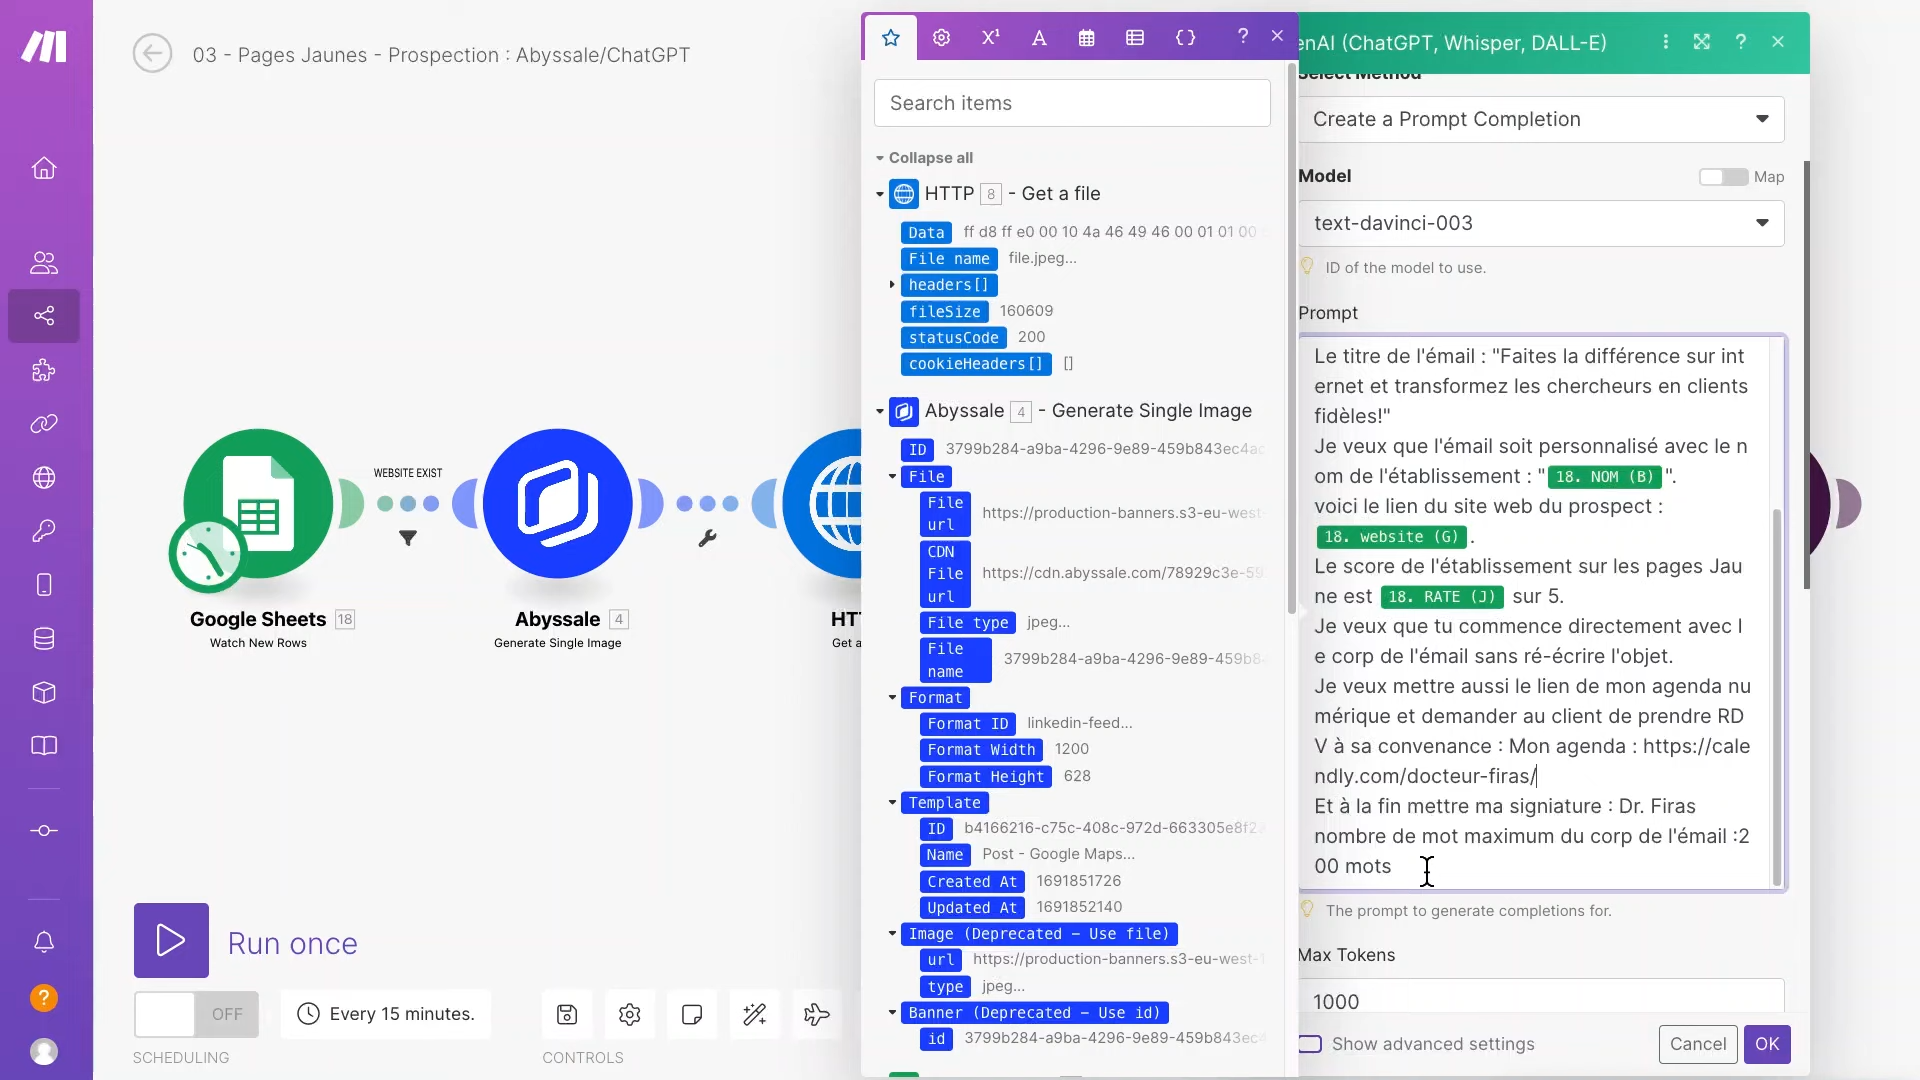 03 - Pages Jaunes - Prospection : Abyssale/ChatGPT
WEBSITE EXIST
Google Sheets 18
Watch New Rows
Abyssale 4
Generate Single Image
HTT
Get a
Run once
OFF
Every 15 minutes.
SCHEDULING
CONTROLS
?
X¹
A
{ }
?
Search items
Collapse all
HTTP 8 - Get a file
Data ff d8 ff e0 00 10 4a 46 49 46 00 01 01 00
File name file.jpeg...
headers[]
fileSize 160609
statusCode 200
cookieHeaders[] []
Abyssale 4 - Generate Single Image
ID 3799b284-a9ba-4296-9e89-459b843ec4ac
File
File
url
https://production-banners.s3-eu-west-
CDN
File
url
https://cdn.abyssale.com/78929c3e-59
File type jpeg...
File
name
3799b284-a9ba-4296-9e89-459b8
Format
Format ID linkedin-feed...
Format Width 1200
Format Height 628
Template
ID b4166216-c75c-408c-972d-663305e8f2
Name Post - Google Maps...
Created At 1691851726
Updated At 1691852140
Image (Deprecated – Use file)
url https://production-banners.s3-eu-west-
type jpeg...
Banner (Deprecated – Use id)
id 3799b284-a9ba-4296-9e89-459b843ec
enAI (ChatGPT, Whisper, DALL-E)
?
Select Method
Create a Prompt Completion
Model
Map
text-davinci-003
ID of the model to use.
Prompt
Le titre de l'émail : "Faites la différence sur int
ernet et transformez les chercheurs en clients
fidèles!"
Je veux que l'émail soit personnalisé avec le n
om de l'établissement : " 18. NOM (B) ".
voici le lien du site web du prospect :
18. website (G) .
Le score de l'établissement sur les pages Jau
ne est 18. RATE (J) sur 5.
Je veux que tu commence directement avec l
e corp de l'émail sans ré-écrire l'objet.
Je veux mettre aussi le lien de mon agenda nu
mérique et demander au client de prendre RD
V à sa convenance : Mon agenda : https://cale
ndly.com/docteur-firas/
Et à la fin mettre ma signiature : Dr. Firas
nombre de mot maximum du corp de l'émail :2
00 mots
The prompt to generate completions for.
Max Tokens
1000
Show advanced settings
Cancel
OK